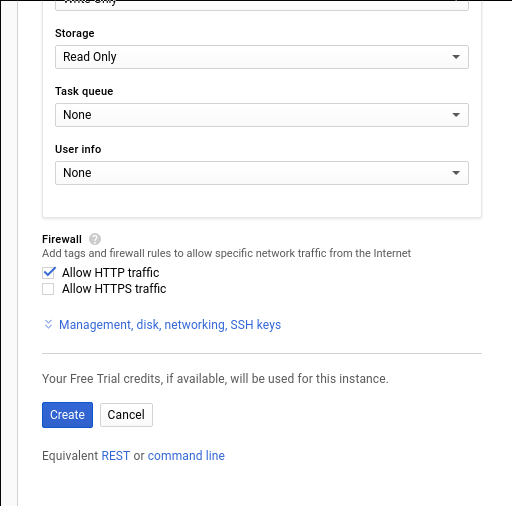 Write Only
Storage
Read Only
Task queue
None
User info
None
Firewall ?
Add tags and firewall rules to allow specific network traffic from the Internet
Allow HTTP traffic
Allow HTTPS traffic
Management, disk, networking, SSH keys
Your Free Trial credits, if available, will be used for this instance.
Create Cancel
Equivalent REST or command line